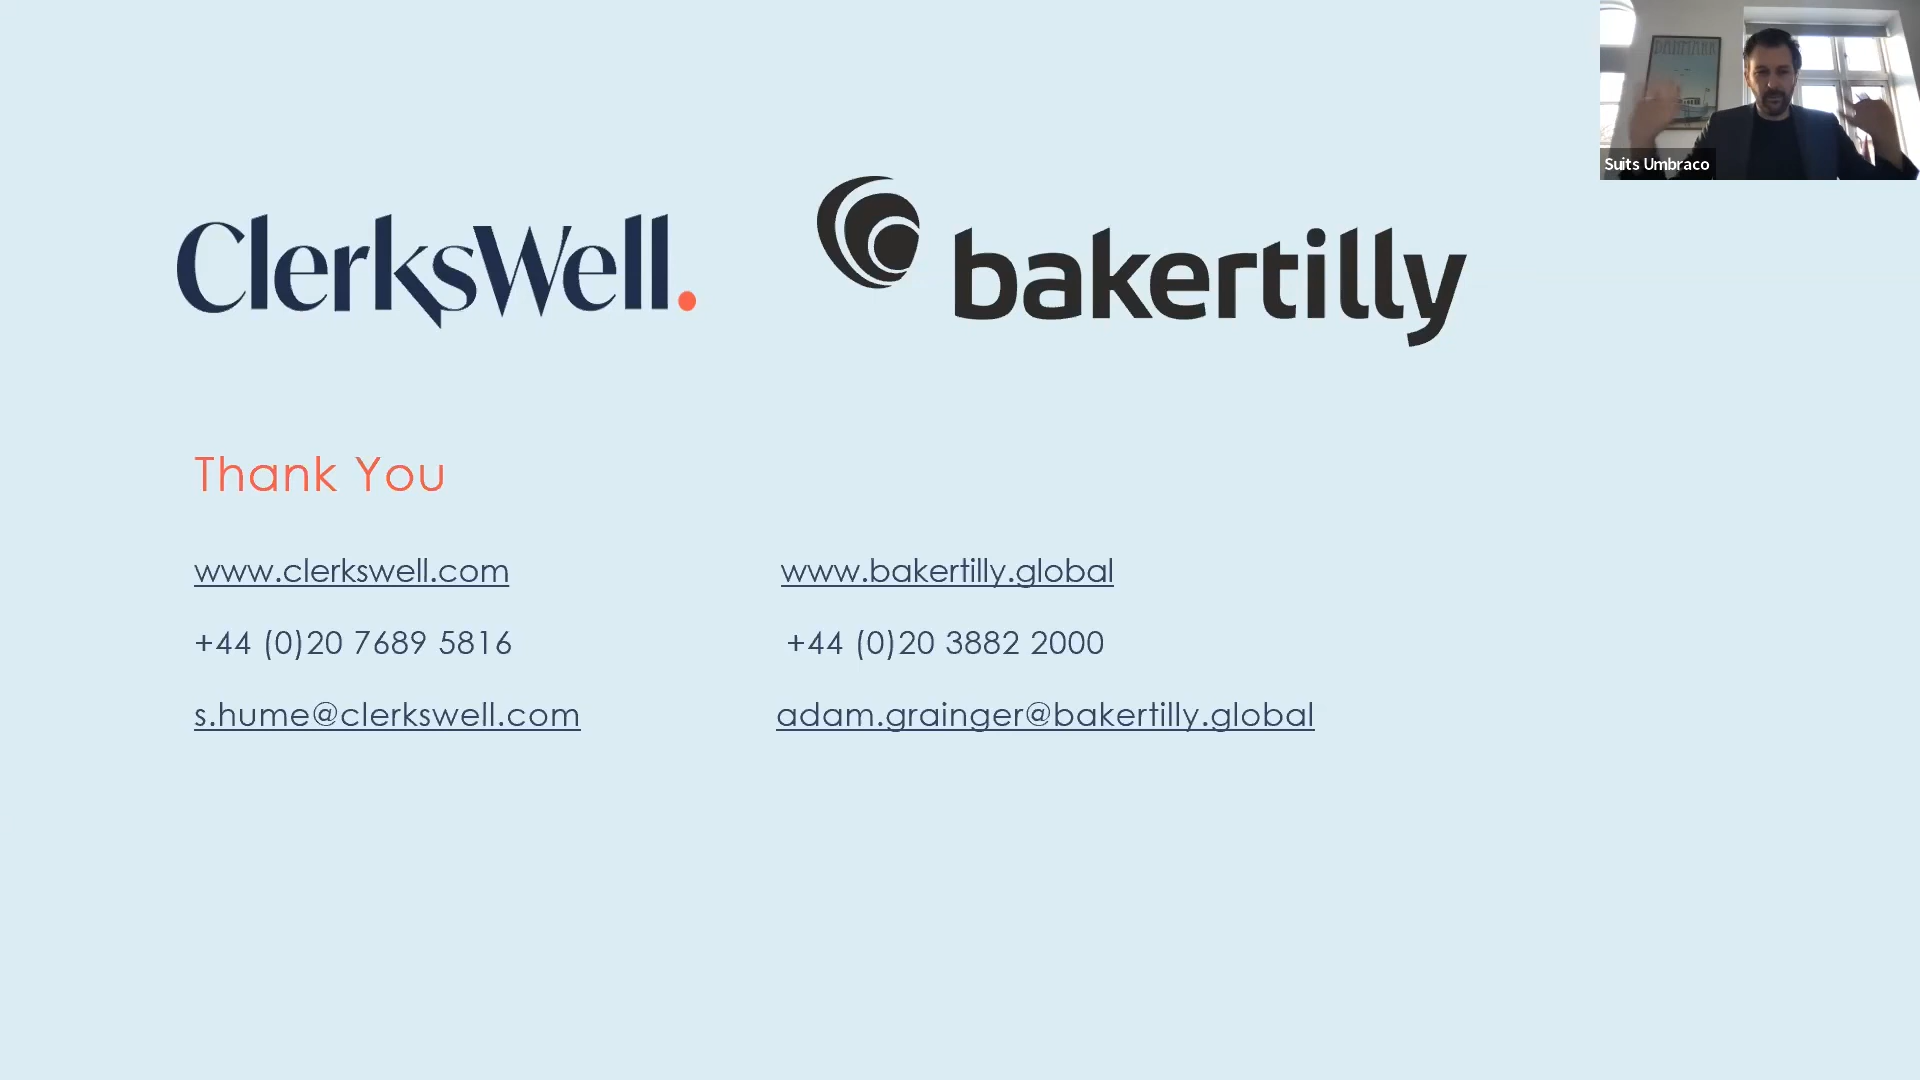 DANMARK
Suits Umbraco
ClerksWell.
bakertilly
Thank You
www.clerkswell.com
www.bakertilly.global
+44 (0)20 7689 5816
+44 (0)20 3882 2000
s.hume@clerkswell.com
adam.grainger@bakertilly.global